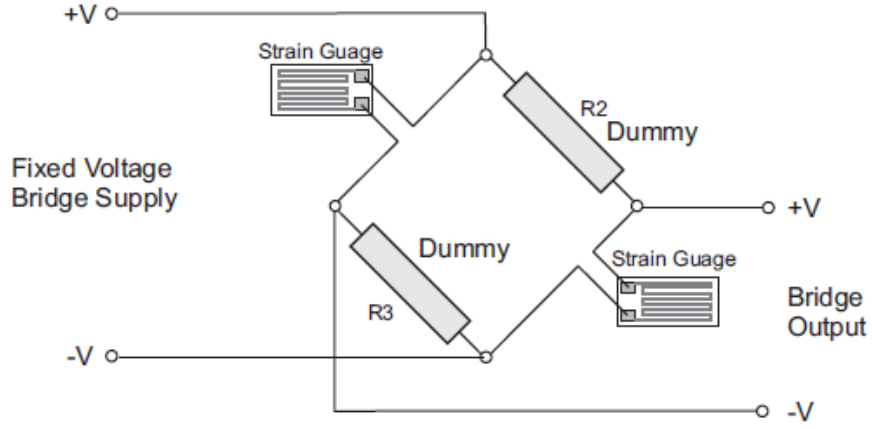 +V
Strain Guage
R2
Dummy
Fixed Voltage
Bridge Supply
+V
Dummy
Strain Guage
R3
Bridge
Output
-V
-V